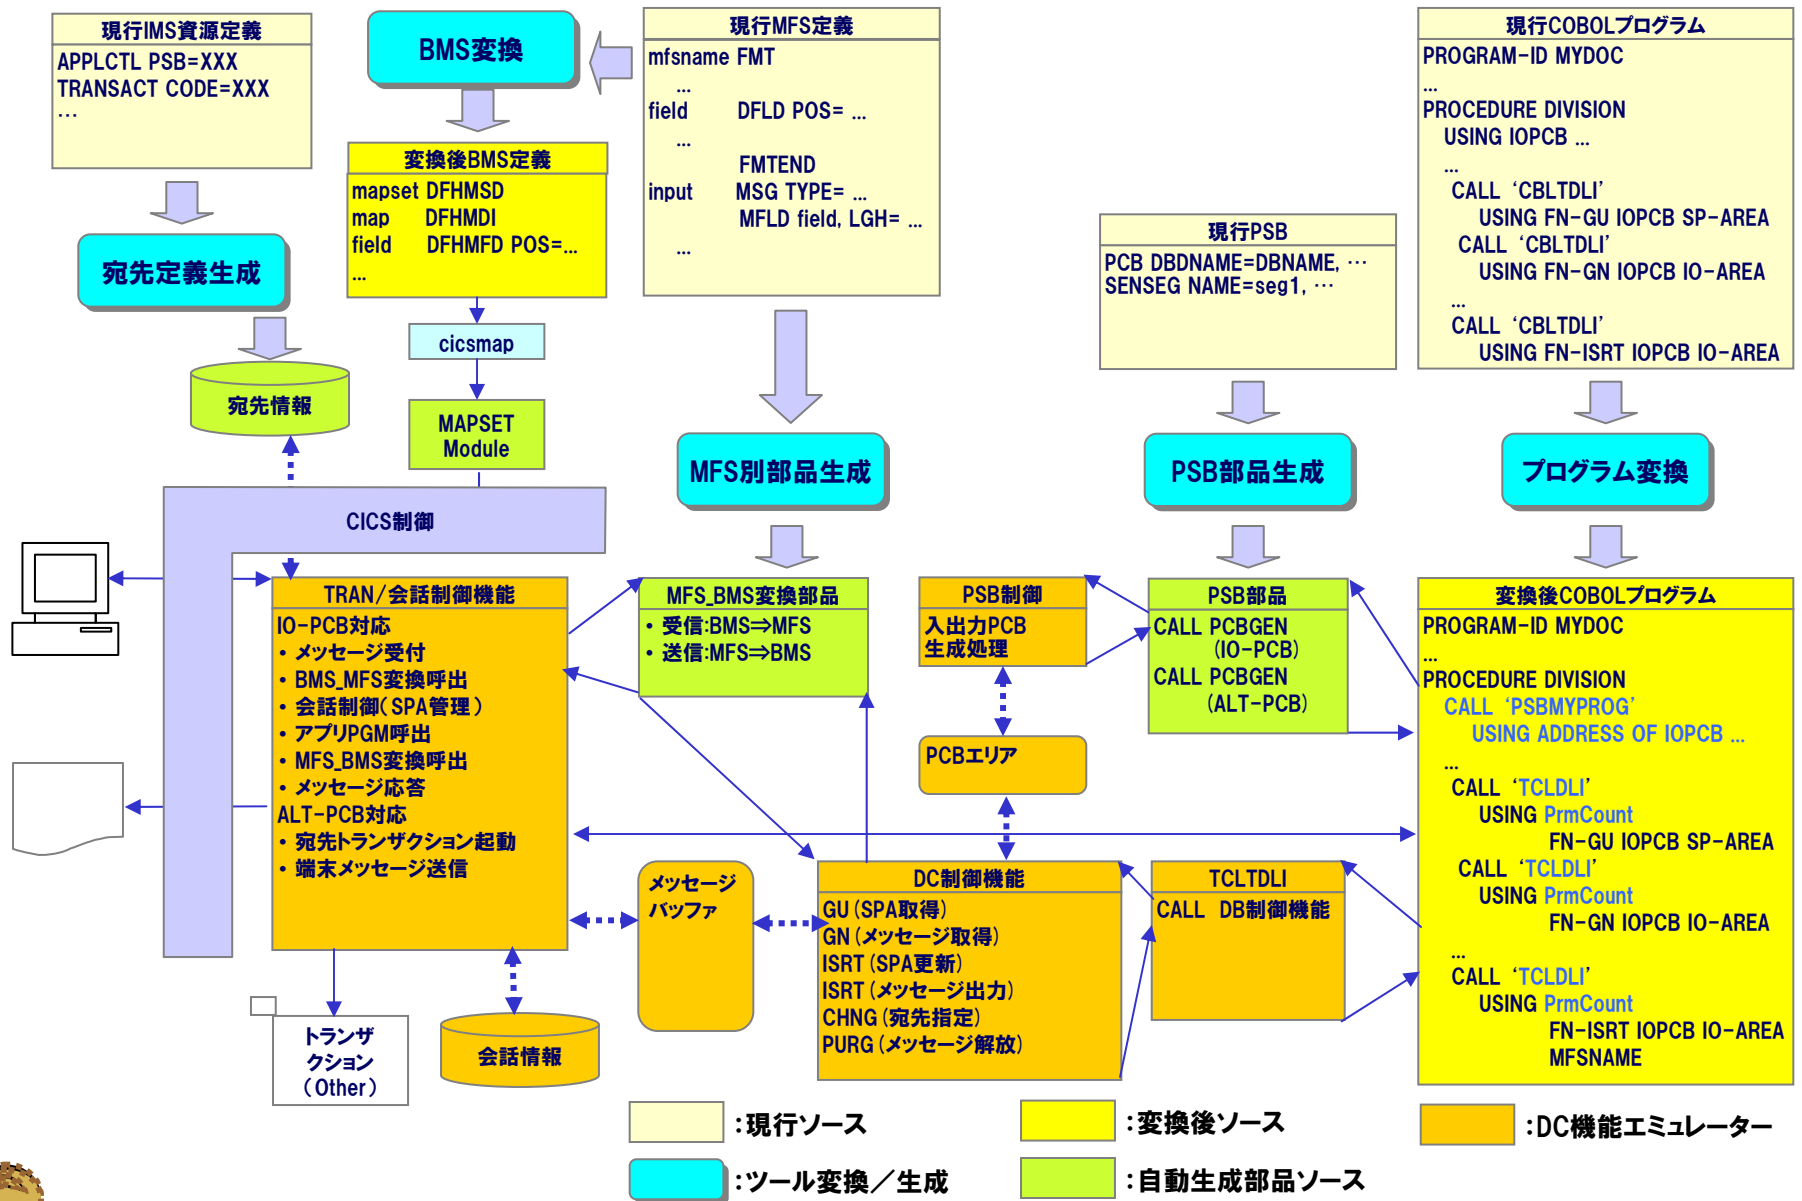 現行IMS資源定義
APPLCTL PSB=XXX
TRANSACT CODE=XXX
…
宛先定義生成
宛先情報
BMS変換
変換後BMS定義
mapset DFHMSD
map DFHMDI
field DFHMFD POS=...
...
cicsmap
MAPSET
Module
現行MFS定義
mfsname FMT
...
field DFLD POS= ...
...
FMTEND
input MSG TYPE= ...
MFLD field, LGH= ...
...
MFS別部品生成
現行PSB
PCB DBDNAME=DBNAME, …
SENSEG NAME=seg1, …
PSB部品生成
現行COBOLプログラム
PROGRAM-ID MYDOC
...
PROCEDURE DIVISION
USING IOPCB ...
...
CALL ‘CBLTDLI’
USING FN-GU IOPCB SP-AREA
CALL ‘CBLTDLI’
USING FN-GN IOPCB IO-AREA
...
CALL ‘CBLTDLI’
USING FN-ISRT IOPCB IO-AREA
プログラム変換
CICS制御
TRAN/会話制御機能
IO-PCB対応
・メッセージ受付
・BMS_MFS変換呼出
・会話制御(SPA管理)
・アプリPGM呼出
・MFS_BMS変換呼出
・メッセージ応答
ALT-PCB対応
・宛先トランザクション起動
・端末メッセージ送信
MFS_BMS変換部品
・受信:BMS⇒MFS
・送信:MFS⇒BMS
PSB制御
入出力PCB
生成処理
PCBエリア
PSB部品
CALL PCBGEN
(IO-PCB)
CALL PCBGEN
(ALT-PCB)
変換後COBOLプログラム
PROGRAM-ID MYDOC
...
PROCEDURE DIVISION
CALL ‘PSBMYPROG’
USING ADDRESS OF IOPCB ...
...
CALL ‘TCLDLI’
USING PrmCount
FN-GU IOPCB SP-AREA
CALL ‘TCLDLI’
USING PrmCount
FN-GN IOPCB IO-AREA
...
CALL ‘TCLDLI’
USING PrmCount
FN-ISRT IOPCB IO-AREA
MFSNAME
メッセージ
バッファ
DC制御機能
GU(SPA取得)
GN(メッセージ取得)
ISRT(SPA更新)
ISRT(メッセージ出力)
CHNG(宛先指定)
PURG(メッセージ解放)
TCLTDLI
CALL DB制御機能
トランザ
クション
(Other)
会話情報
:現行ソース
:変換後ソース
:DC機能エミュレーター
:ツール変換/生成
:自動生成部品ソース